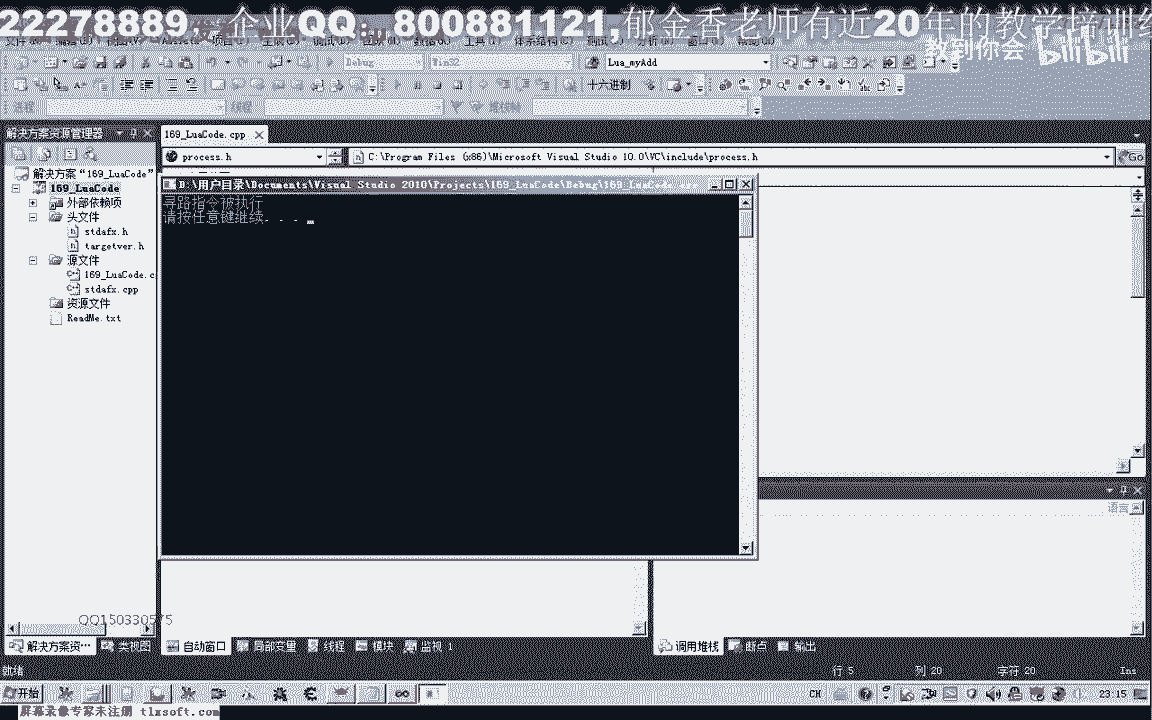 22278889, 企业QQ: 800881121,郁金香老师有近20年的教学培训
教到你会 bilibili
Debug Win32 Lua_myAdd
十六进制
进程 线程 堆栈帧
解决方案资源管理器
169_LuaCode.cpp
process.h
C:\Program Files (x86)\Microsoft Visual Studio 10.0\VC\include\process.h
Go
解决方案"169_LuaCode"
169_LuaCode
外部依赖项
头文件
stdafx.h
targetver.h
源文件
169_LuaCode.c
stdafx.cpp
资源文件
ReadMe.txt
D:\用户目录\Documents\Visual Studio 2010\Projects\169_LuaCode\Debug\169_LuaCode
寻路指令被执行
请按任意键继续. . .
语言
QQ150330575
解决方案资… 类视图
自动窗口 局部变量 线程 模块 监视 1
调用堆栈 断点 输出
就绪
行 5 列 20 字符 20 Ins
开始
CH 23:15
屏幕录像专家未注册 tlxsoft.com